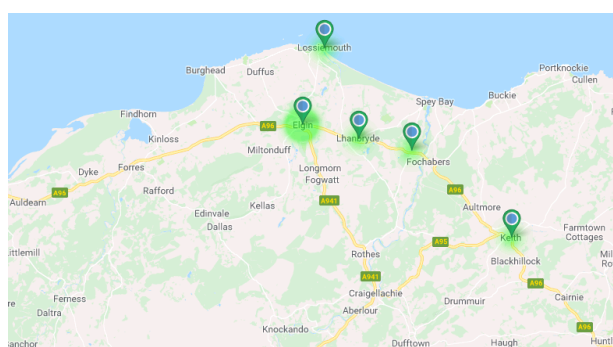 Lossiemouth
Portknockie
Cullen
Burghead
Duffus
Buckie
Spey Bay
Findhorn
A96
Elgin
Lhanbryde
Kinloss
Miltonduff
Fochabers
Dyke
Forres
Longmorn
Fogwatt
A96
Rafford
A96
Auldearn
A941
Kellas
Aultmore
Edinvale
Dallas
Farmtown
Cottages
Keith
A95
Littlemill
Rothes
Blackhillock
A941
A96
Ferness
Craigellachie
Drummuir
Cairnie
Daltra
Aberlour
Knockando
A96
Dufftown
Haugh